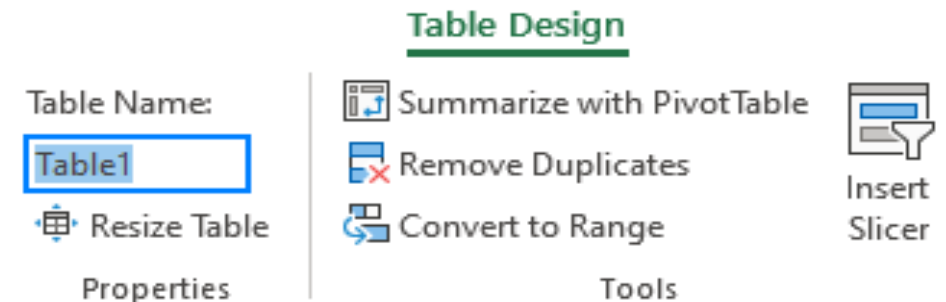 Table Design
Table Name:
Table1
Resize Table
Properties
Summarize with PivotTable
Remove Duplicates
Convert to Range
Tools
Insert
Slicer